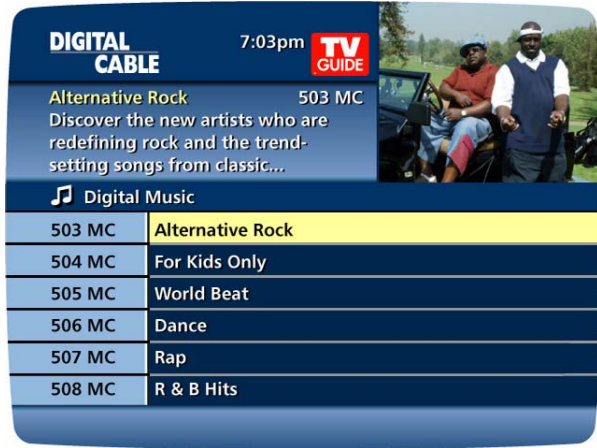 DIGITAL
CABLE
7:03pm
TV
GUIDE
Alternative Rock 503 MC
Discover the new artists who are
redefining rock and the trend-
setting songs from classic...
Digital Music
503 MC Alternative Rock
504 MC For Kids Only
505 MC World Beat
506 MC Dance
507 MC Rap
508 MC R & B Hits